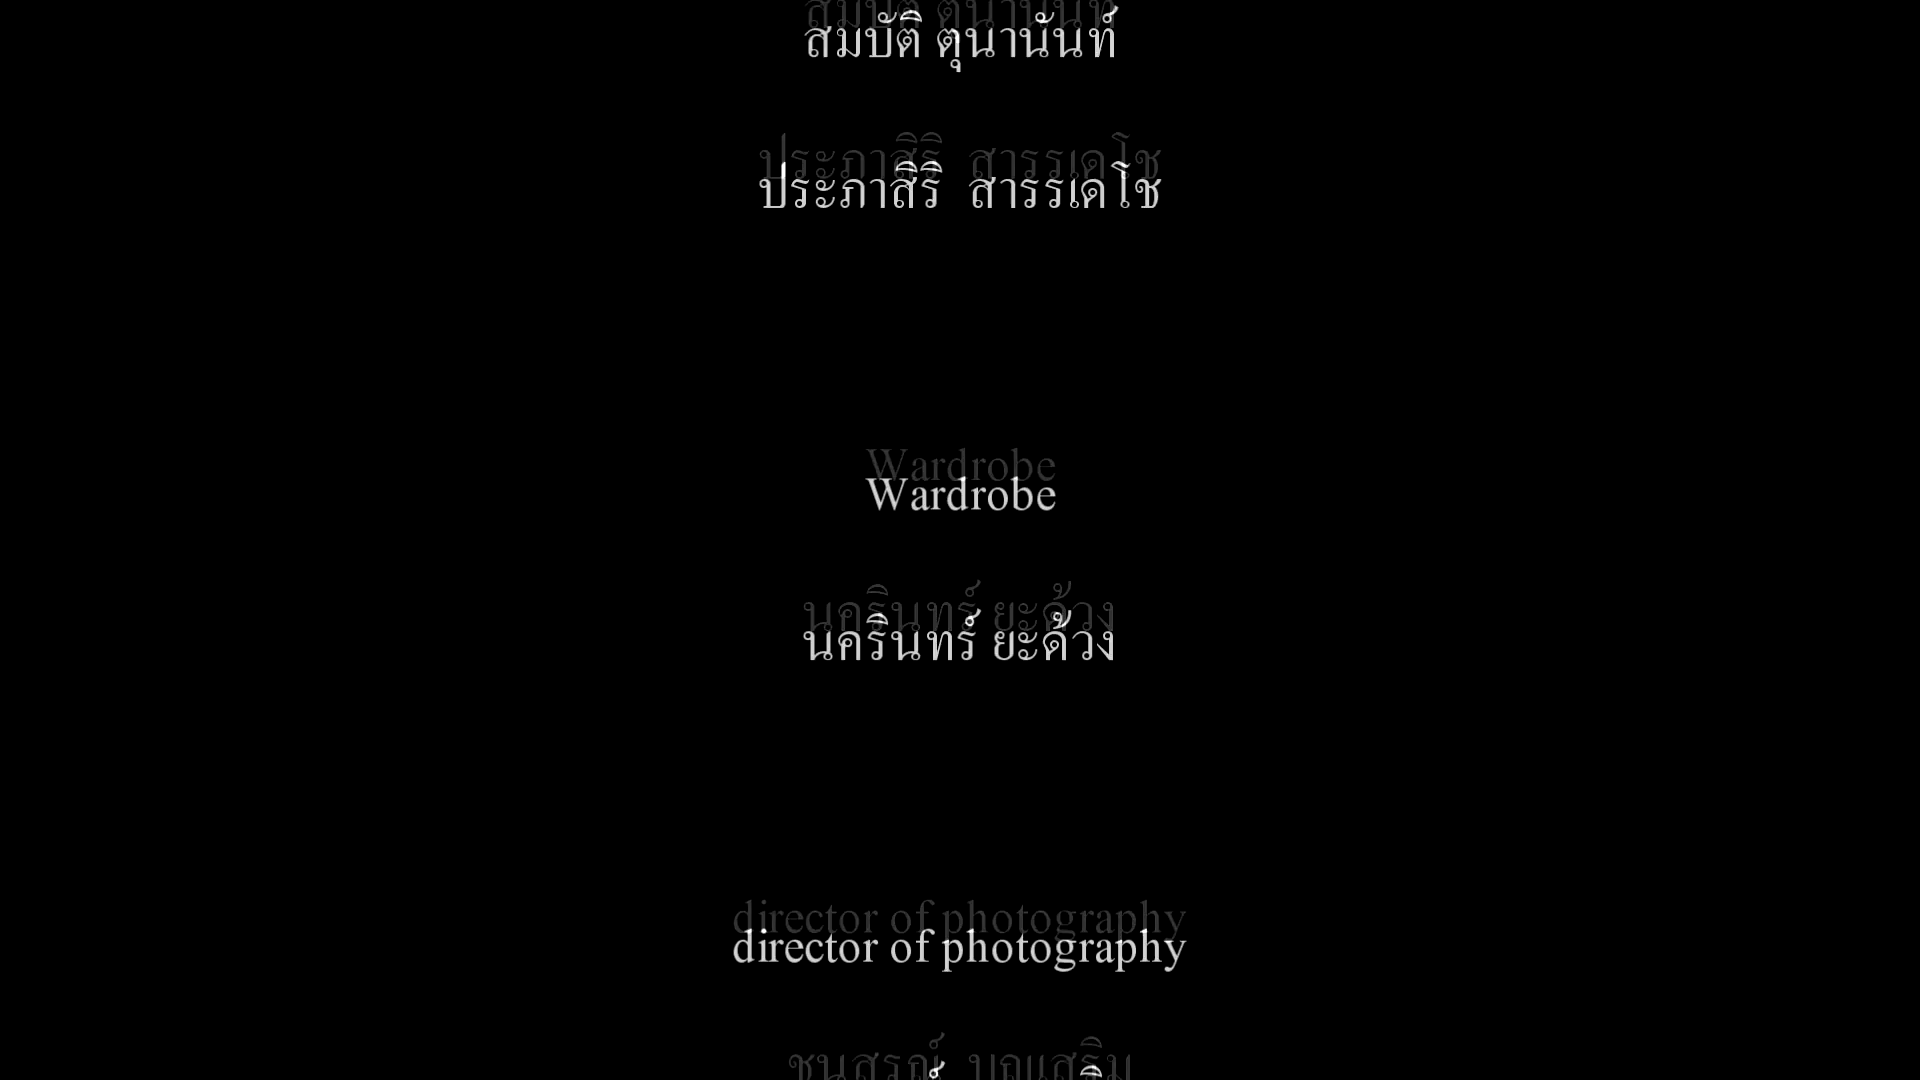 สมบัติ ตุนานันท์
ประภาสิริ สารรเดโช
Wardrobe
นครินทร์ ยะด้วง
director of photography